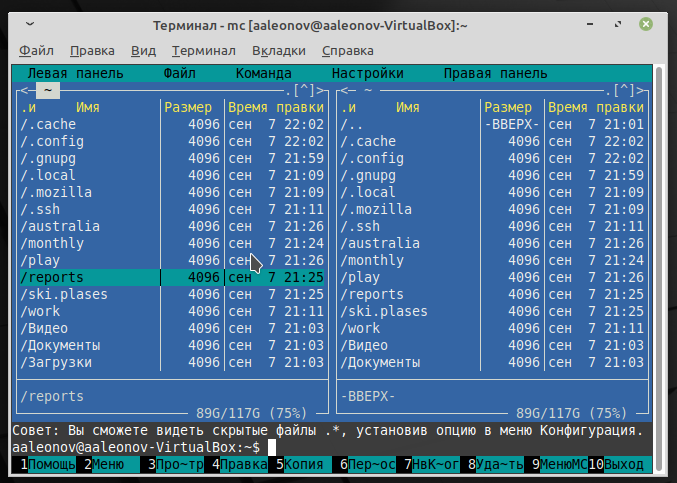 Терминал - mc [aaleonov@aaleonov-VirtualBox]:~
Файл Правка Вид Терминал Вкладки Справка
Левая панель Файл Команда Настройки Правая панель
<─ ~ ─.[^]> <─ ~ ─.[^]>
.и Имя Размер Время правки .и Имя Размер Время правки
/.cache 4096 сен 7 22:02 /.. -ВВЕРХ- сен 7 21:01
/.config 4096 сен 7 22:02 /.cache 4096 сен 7 22:02
/.gnupg 4096 сен 7 21:59 /.config 4096 сен 7 22:02
/.local 4096 сен 7 21:09 /.gnupg 4096 сен 7 21:59
/.mozilla 4096 сен 7 21:09 /.local 4096 сен 7 21:09
/.ssh 4096 сен 7 21:11 /.mozilla 4096 сен 7 21:09
/australia 4096 сен 7 21:26 /.ssh 4096 сен 7 21:11
/monthly 4096 сен 7 21:24 /australia 4096 сен 7 21:26
/play 4096 сен 7 21:26 /monthly 4096 сен 7 21:24
/reports 4096 сен 7 21:25 /play 4096 сен 7 21:26
/ski.plases 4096 сен 7 21:25 /reports 4096 сен 7 21:25
/work 4096 сен 7 21:11 /ski.plases 4096 сен 7 21:25
/Видео 4096 сен 7 21:03 /work 4096 сен 7 21:11
/Документы 4096 сен 7 21:03 /Видео 4096 сен 7 21:03
/Загрузки 4096 сен 7 21:03 /Документы 4096 сен 7 21:03
/reports -ВВЕРХ-
89G/117G (75%) 89G/117G (75%)
Совет: Вы сможете видеть скрытые файлы .*, установив опцию в меню Конфигурация.
aaleonov@aaleonov-VirtualBox:~$
1Помощь 2Меню 3Про~тр 4Правка 5Копия 6Пер~ос 7НвК~ог 8Уда~ть 9МенюMC 10Выход